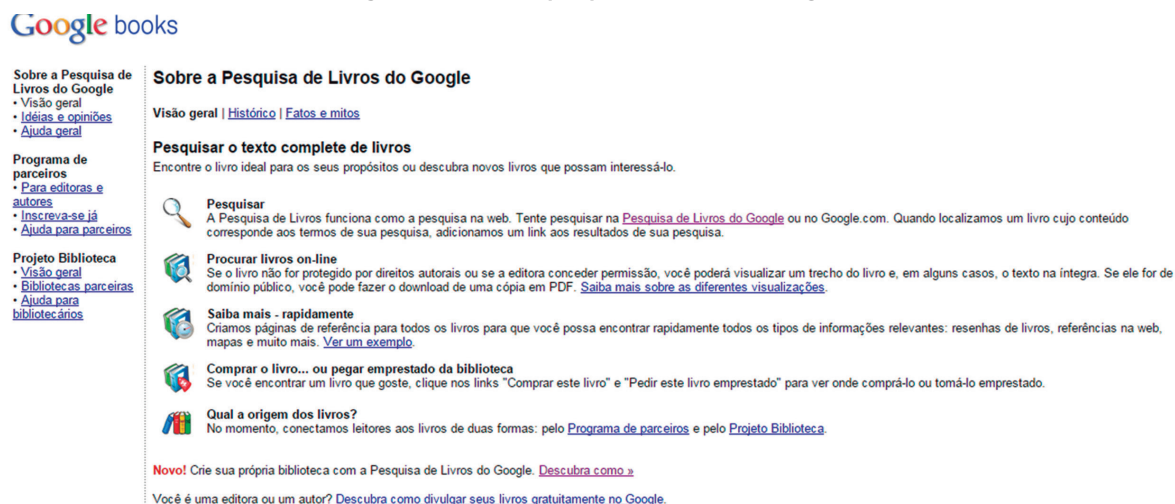 Google books
Sobre a Pesquisa de
Livros do Google
• Visão geral
• Idéias e opiniões
• Ajuda geral
Programa de
parceiros
• Para editoras e
autores
• Inscreva-se já
• Ajuda para parceiros
Projeto Biblioteca
• Visão geral
• Bibliotecas parceiras
• Ajuda para
bibliotecários
Sobre a Pesquisa de Livros do Google
Visão geral | Histórico | Fatos e mitos
Pesquisar o texto complete de livros
Encontre o livro ideal para os seus propósitos ou descubra novos livros que possam interessá-lo.
Pesquisar
A Pesquisa de Livros funciona como a pesquisa na web. Tente pesquisar na Pesquisa de Livros do Google ou no Google.com. Quando localizamos um livro cujo conteúdo
corresponde aos termos de sua pesquisa, adicionamos um link aos resultados de sua pesquisa.
Procurar livros on-line
Se o livro não for protegido por direitos autorais ou se a editora conceder permissão, você poderá visualizar um trecho do livro e, em alguns casos, o texto na íntegra. Se ele for de
domínio público, você pode fazer o download de uma cópia em PDF. Saiba mais sobre as diferentes visualizações.
Saiba mais - rapidamente
Criamos páginas de referência para todos os livros para que você possa encontrar rapidamente todos os tipos de informações relevantes: resenhas de livros, referências na web,
mapas e muito mais. Ver um exemplo.
Comprar o livro... ou pegar emprestado da biblioteca
Se você encontrar um livro que goste, clique nos links "Comprar este livro" e "Pedir este livro emprestado" para ver onde comprá-lo ou tomá-lo emprestado.
Qual a origem dos livros?
No momento, conectamos leitores aos livros de duas formas: pelo Programa de parceiros e pelo Projeto Biblioteca.
Novo! Crie sua própria biblioteca com a Pesquisa de Livros do Google. Descubra como »
Você é uma editora ou um autor? Descubra como divulgar seus livros gratuitamente no Google.